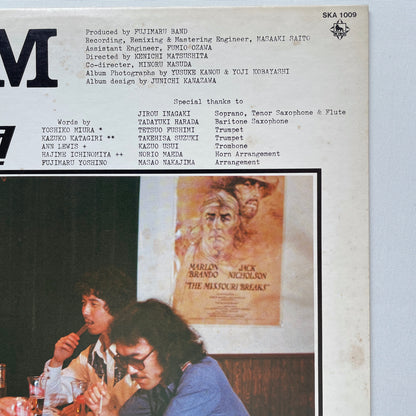 SKA 1009
M
Produced by FUJIMARU BAND
Recording, Remixing & Mastering Engineer, MASAAKI SAITO
Assistant Engineer, FUMIO OZAWA
Directed by KENICHI MATSUSHITA
Co-directer, MINORU MASUDA
Album Photographs by YUSUKE KANOU & YOJI KOBAYASHI
Album design by JUNICHI KANAZAWA
Special thanks to
JIROU INAGAKI Soprano, Tenor Saxophone & Flute
Words by TADAYUKI HARADA Baritone Saxophone
YOSHIKO MIURA * TETSUO FUSHIMI Trumpet
KAZUKO KATAGIRI ** TAKEHISA SUZUKI Trumpet
ANN LEWIS + KAZUO USUI Trombone
HAJIME ICHINOMIYA ++ NORIO MAEDA Horn Arrangement
FUJIMARU YOSHINO MASAO NAKAJIMA Horn Arrangement
MARLON BRANDO
JACK NICHOLSON
"THE MISSOURI BREAKS"